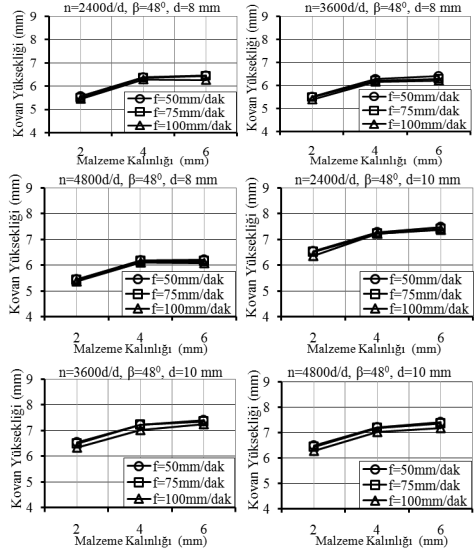 n=2400d/d, β=48⁰, d=8 mm
Kovan Yüksekliği (mm)
9
8
7
6
5
4
f=50mm/dak
f=75mm/dak
f=100mm/dak
2 4 6
Malzeme Kalınlığı (mm)
n=3600d/d, β=48⁰, d=8 mm
Kovan Yüksekliği (mm)
9
8
7
6
5
4
f=50mm/dak
f=75mm/dak
f=100mm/dak
2 4 6
Malzeme Kalınlığı (mm)
n=4800d/d, β=48⁰, d=8 mm
Kovan Yüksekliği (mm)
9
8
7
6
5
4
f=50mm/dak
f=75mm/dak
f=100mm/dak
2 4 6
Malzeme Kalınlığı (mm)
n=2400d/d, β=48⁰, d=10 mm
Kovan Yüksekliği (mm)
9
8
7
6
5
4
f=50mm/dak
f=75mm/dak
f=100mm/dak
2 4 6
Malzeme Kalınlığı (mm)
n=3600d/d, β=48⁰, d=10 mm
Kovan Yüksekliği (mm)
9
8
7
6
5
4
f=50mm/dak
f=75mm/dak
f=100mm/dak
2 4 6
Malzeme Kalınlığı (mm)
n=4800d/d, β=48⁰, d=10 mm
Kovan Yüksekliği (mm)
9
8
7
6
5
4
f=50mm/dak
f=75mm/dak
f=100mm/dak
2 4 6
Malzeme Kalınlığı (mm)